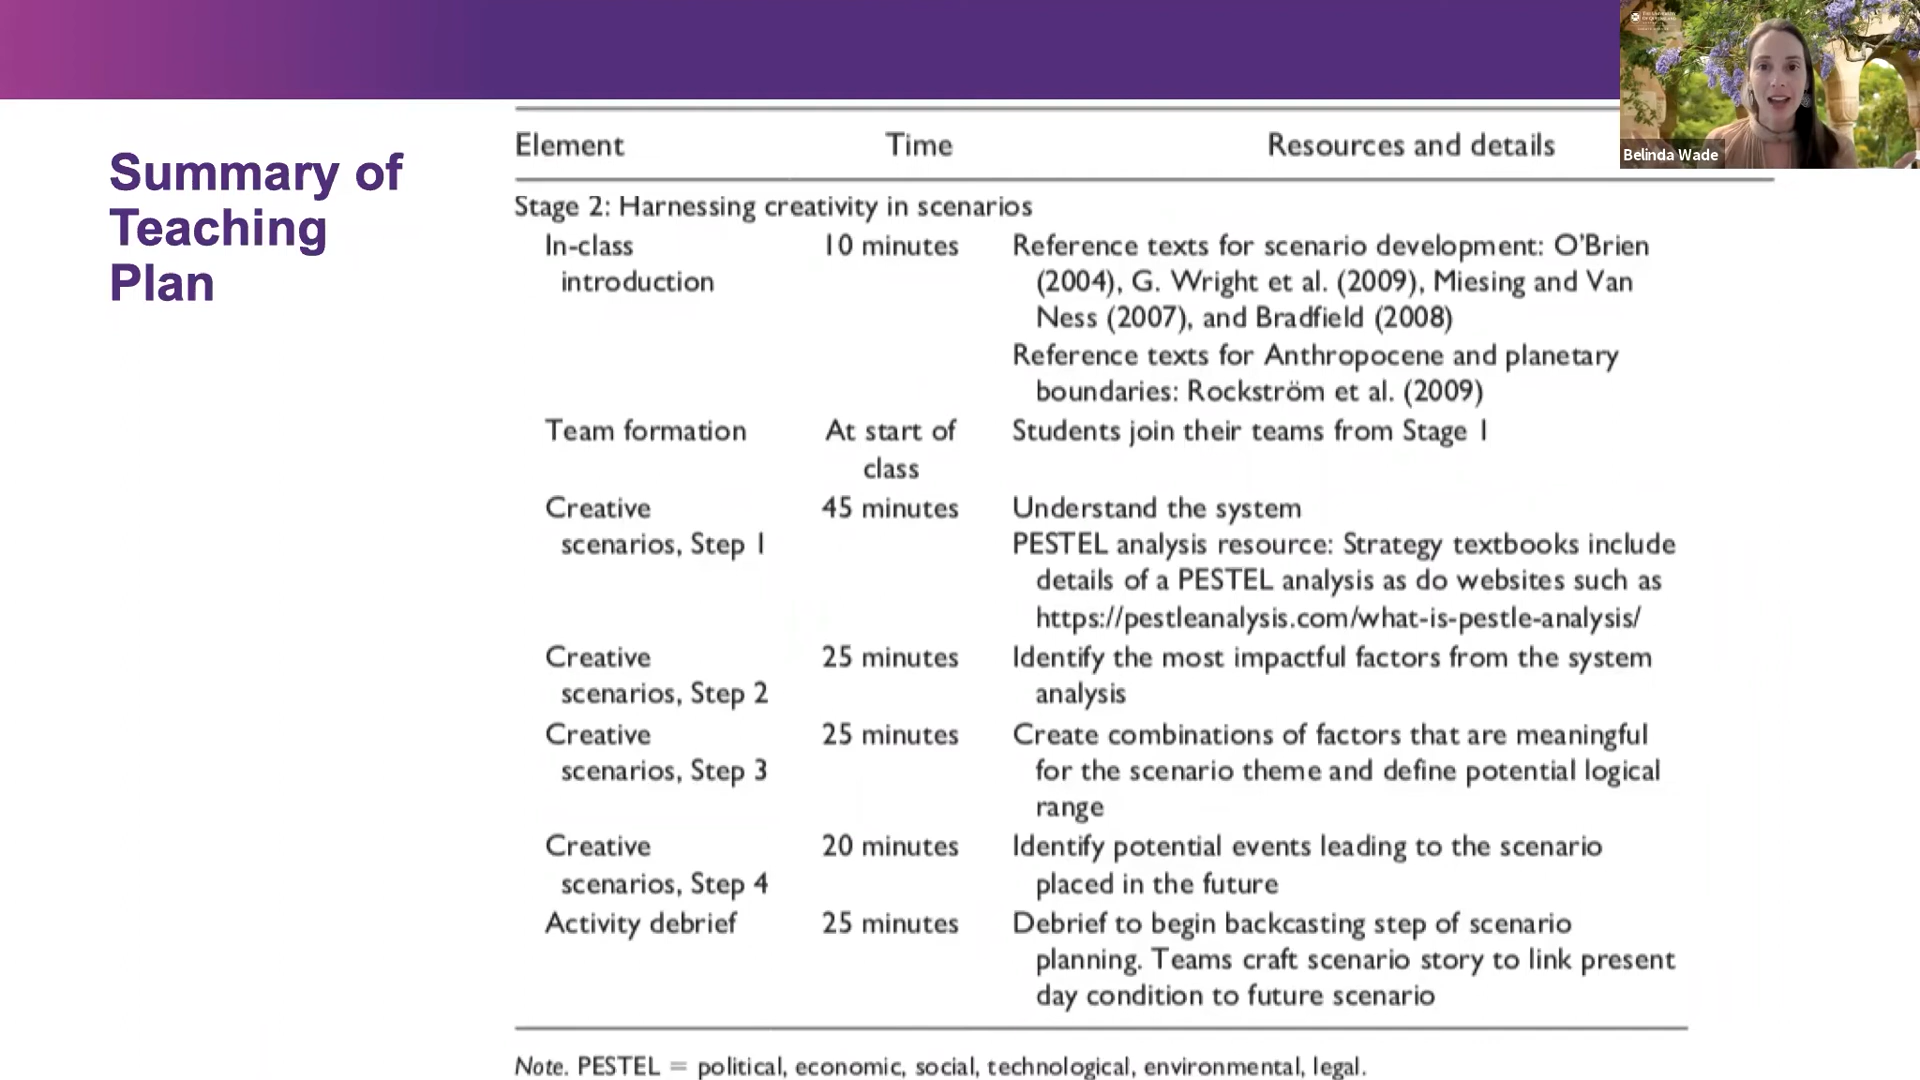 Summary of
Teaching
Plan
Element Time Resources and details
Stage 2: Harnessing creativity in scenarios
In-class 10 minutes Reference texts for scenario development: O'Brien
introduction (2004), G. Wright et al. (2009), Miesing and Van
Ness (2007), and Bradfield (2008)
Reference texts for Anthropocene and planetary
boundaries: Rockström et al. (2009)
Team formation At start of Students join their teams from Stage 1
class
Creative 45 minutes Understand the system
scenarios, Step 1 PESTEL analysis resource: Strategy textbooks include
details of a PESTEL analysis as do websites such as
https://pestleanalysis.com/what-is-pestle-analysis/
Creative 25 minutes Identify the most impactful factors from the system
scenarios, Step 2 analysis
Creative 25 minutes Create combinations of factors that are meaningful
scenarios, Step 3 for the scenario theme and define potential logical
range
Creative 20 minutes Identify potential events leading to the scenario
scenarios, Step 4 placed in the future
Activity debrief 25 minutes Debrief to begin backcasting step of scenario
planning. Teams craft scenario story to link present
day condition to future scenario
Note. PESTEL = political, economic, social, technological, environmental, legal.
Belinda Wade